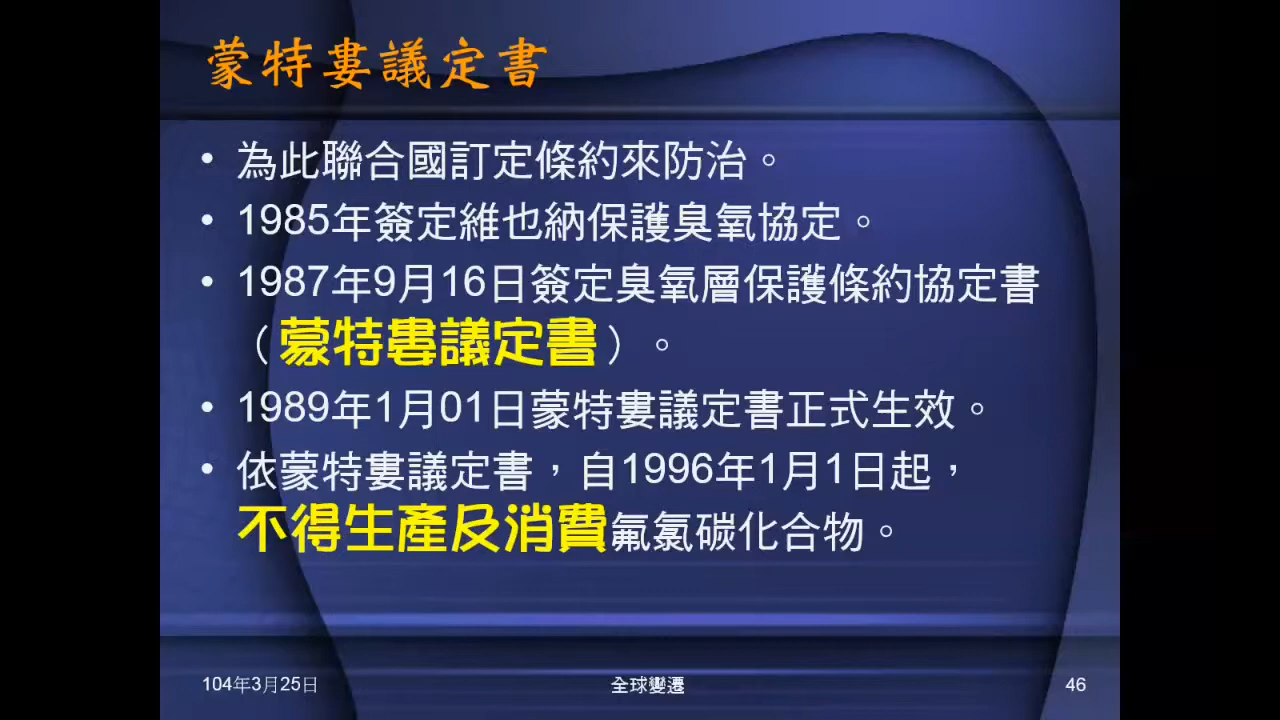 蒙特婁議定書
• 為此聯合國訂定條約來防治。
• 1985年簽定維也納保護臭氧協定。
• 1987年9月16日簽定臭氧層保護條約協定書
（蒙特婁議定書）。
• 1989年1月01日蒙特婁議定書正式生效。
• 依蒙特婁議定書，自1996年1月1日起，
不得生產及消費氟氯碳化合物。
104年3月25日
全球變遷
46